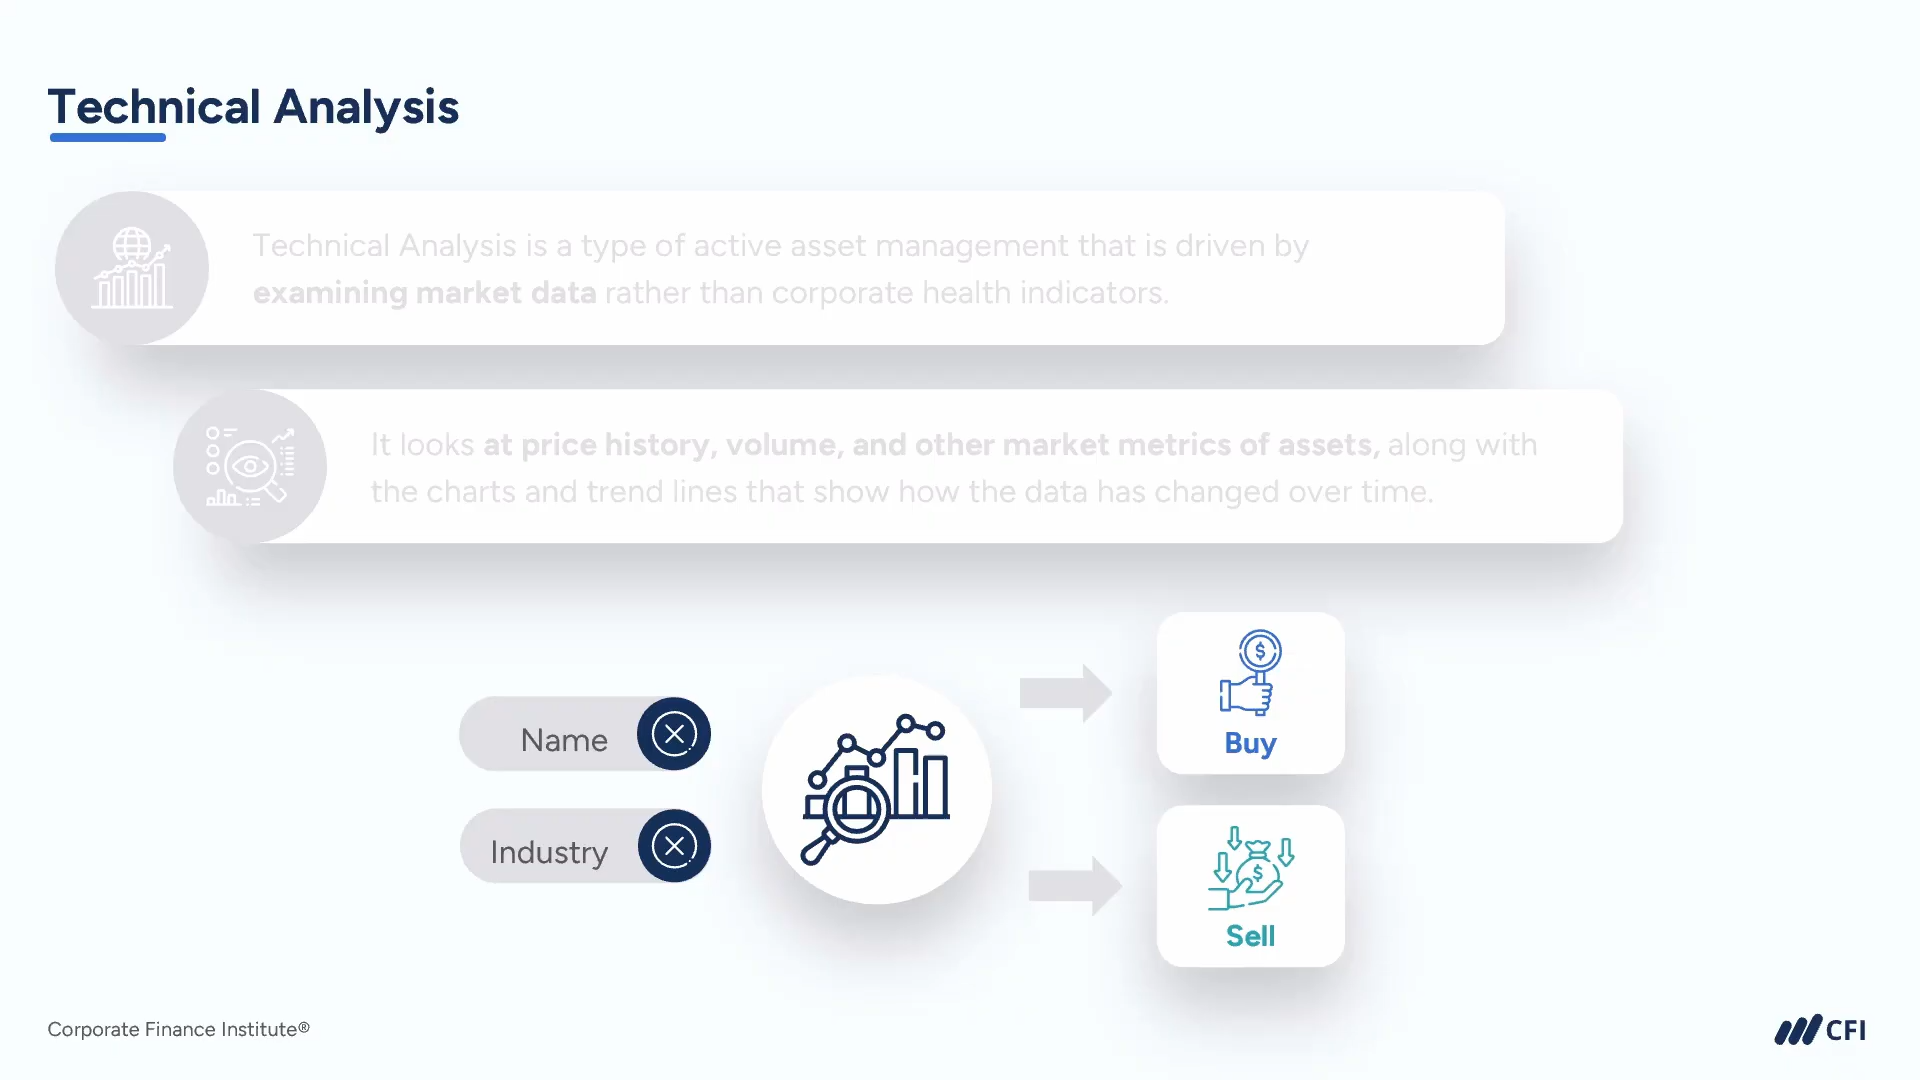 Technical Analysis
Technical Analysis is a type of active asset management that is driven by
examining market data rather than corporate health indicators.
It looks at price history, volume, and other market metrics of assets, along with
the charts and trend lines that show how the data has changed over time.
Name
Industry
$
Buy
$
Sell
Corporate Finance Institute®
CFI